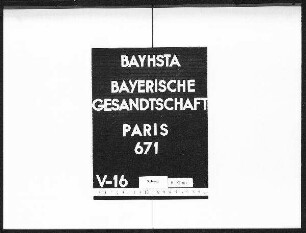 BAYHSTA
BAYERISCHE
GESANDTSCHAFT
PARIS
671
V-16